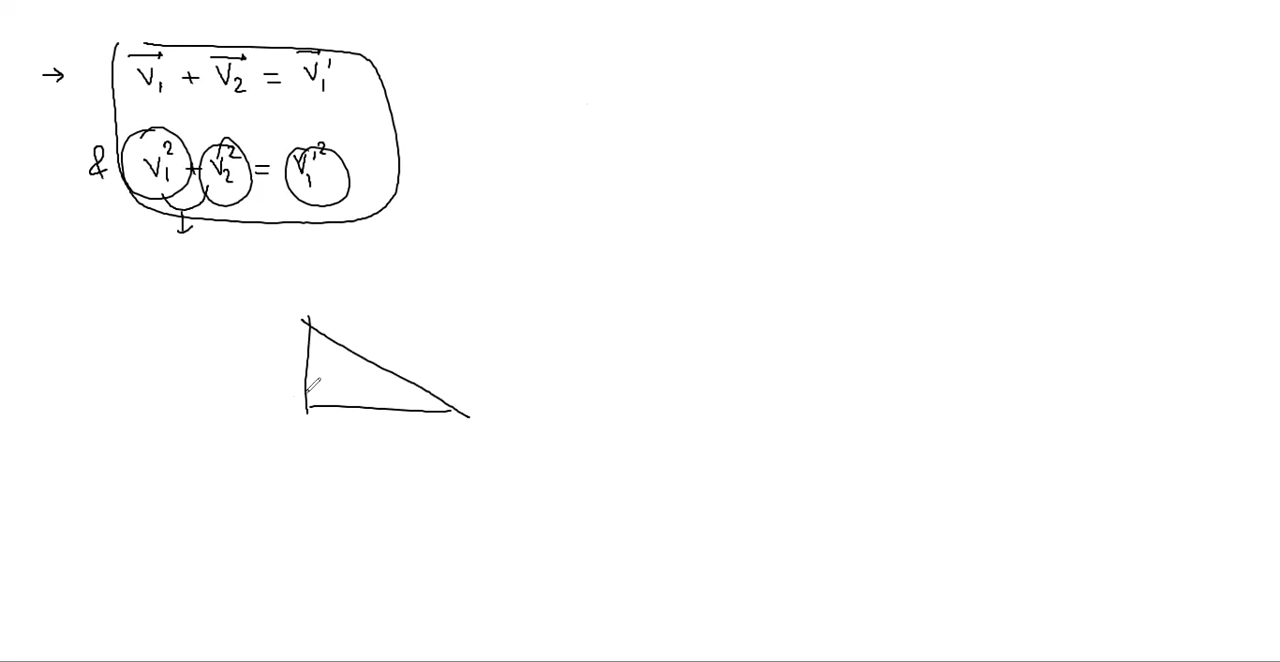 → V₁⃗ + V₂⃗ = V₁⃗'
& V₁² + V₂² = V₁'²